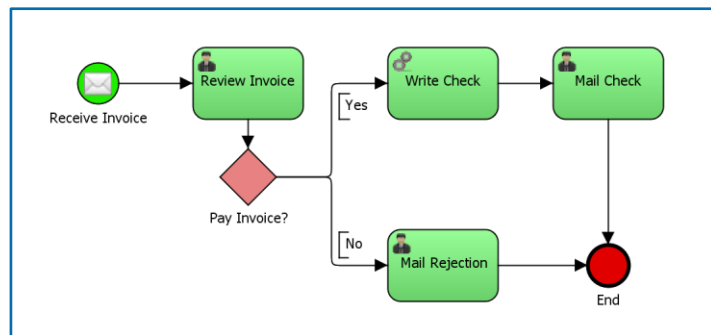 Receive Invoice
Review Invoice
Pay Invoice?
Yes
Write Check
Mail Check
No
Mail Rejection
End